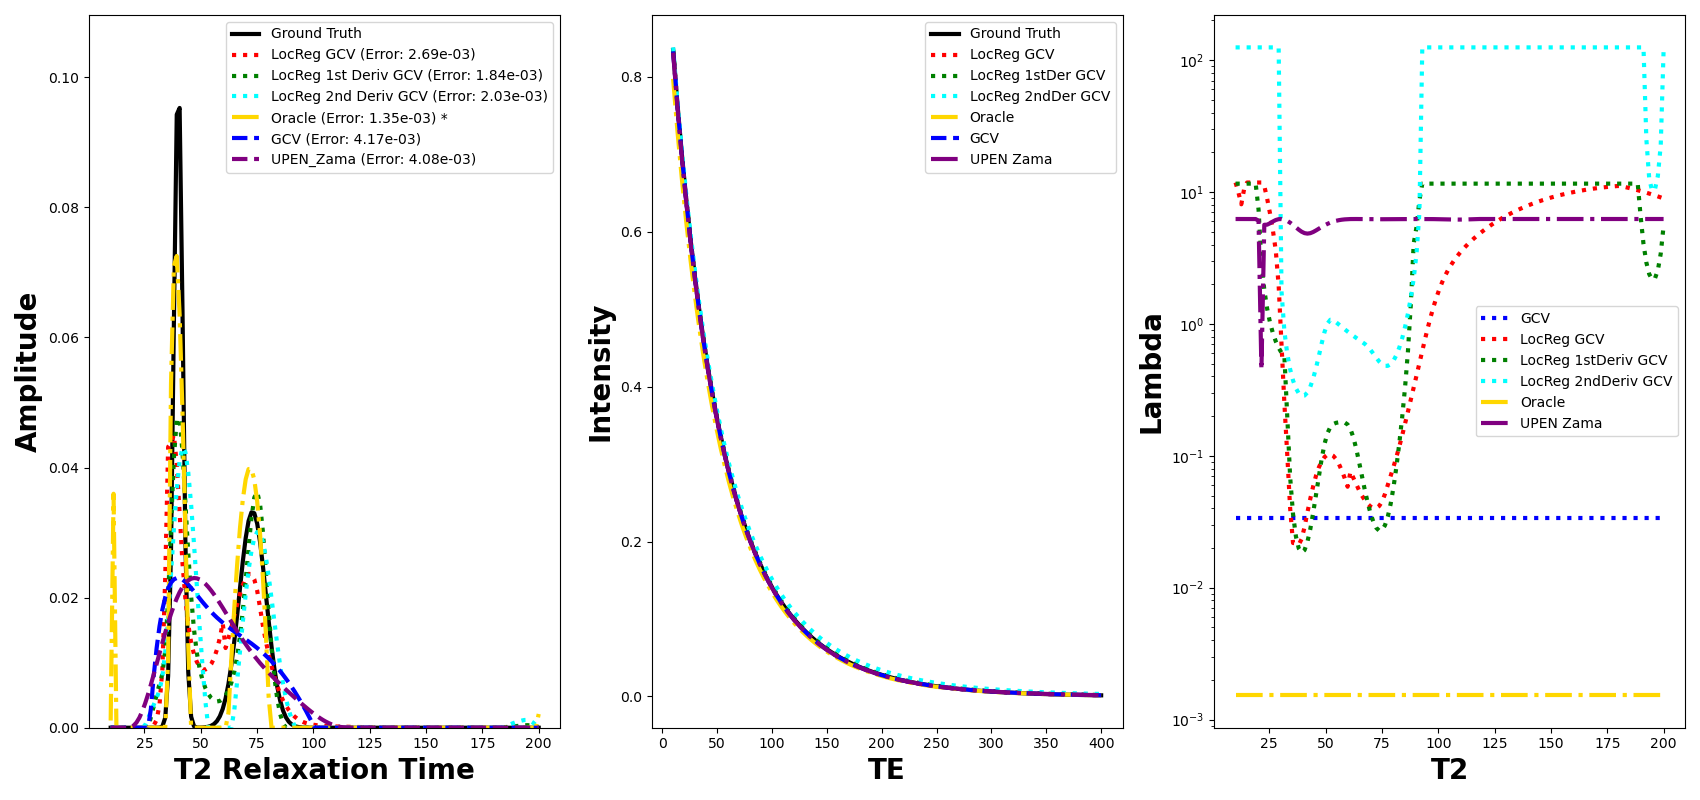 Amplitude
0.10
0.08
0.06
0.04
0.02
0.00
Ground Truth
LocReg GCV (Error: 2.69e-03)
LocReg 1st Deriv GCV (Error: 1.84e-03)
LocReg 2nd Deriv GCV (Error: 2.03e-03)
Oracle (Error: 1.35e-03) *
GCV (Error: 4.17e-03)
UPEN_Zama (Error: 4.08e-03)
25 50 75 100 125 150 175 200
T2 Relaxation Time
Intensity
0.8
0.6
0.4
0.2
0.0
Ground Truth
LocReg GCV
LocReg 1stDer GCV
LocReg 2ndDer GCV
Oracle
GCV
UPEN Zama
0 50 100 150 200 250 300 350 400
TE
Lambda
10²
10¹
10⁰
10⁻¹
10⁻²
10⁻³
GCV
LocReg GCV
LocReg 1stDeriv GCV
LocReg 2ndDeriv GCV
Oracle
UPEN Zama
25 50 75 100 125 150 175 200
T2